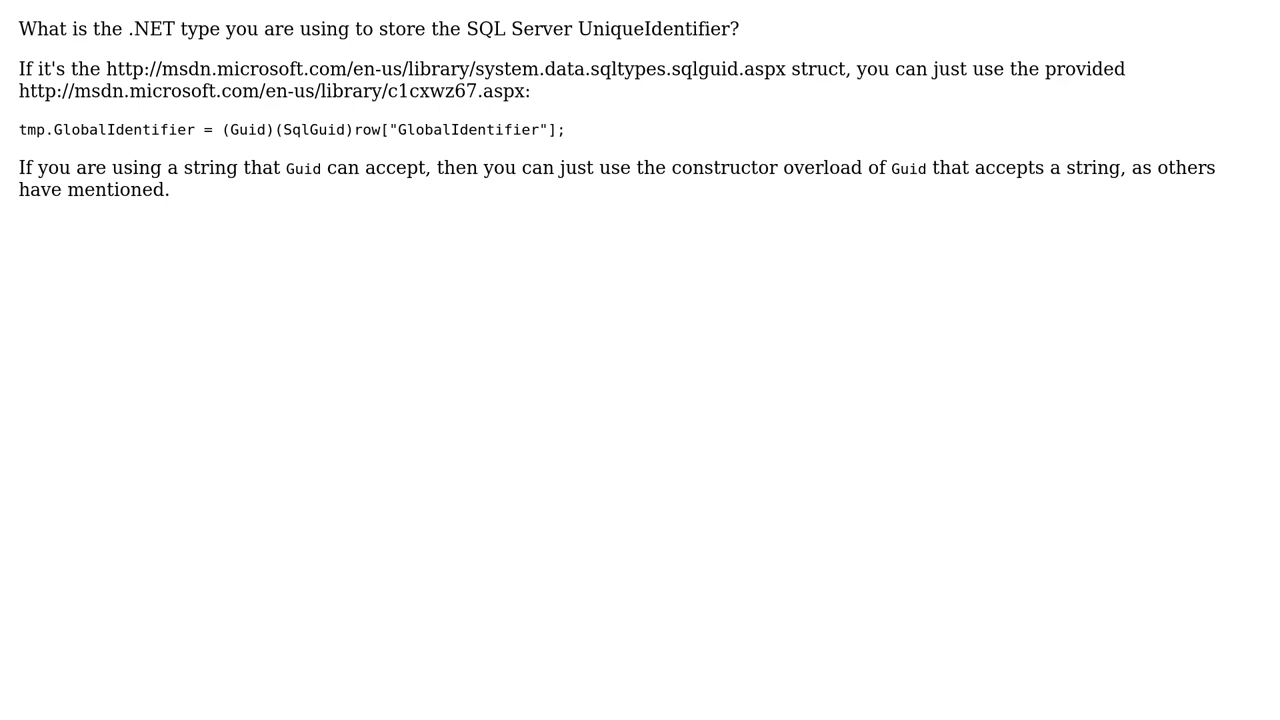 What is the .NET type you are using to store the SQL Server UniqueIdentifier?
If it's the http://msdn.microsoft.com/en-us/library/system.data.sqltypes.sqlguid.aspx struct, you can just use the provided
http://msdn.microsoft.com/en-us/library/c1cxwz67.aspx:
tmp.GlobalIdentifier = (Guid)(SqlGuid)row["GlobalIdentifier"];
If you are using a string that Guid can accept, then you can just use the constructor overload of Guid that accepts a string, as others
have mentioned.